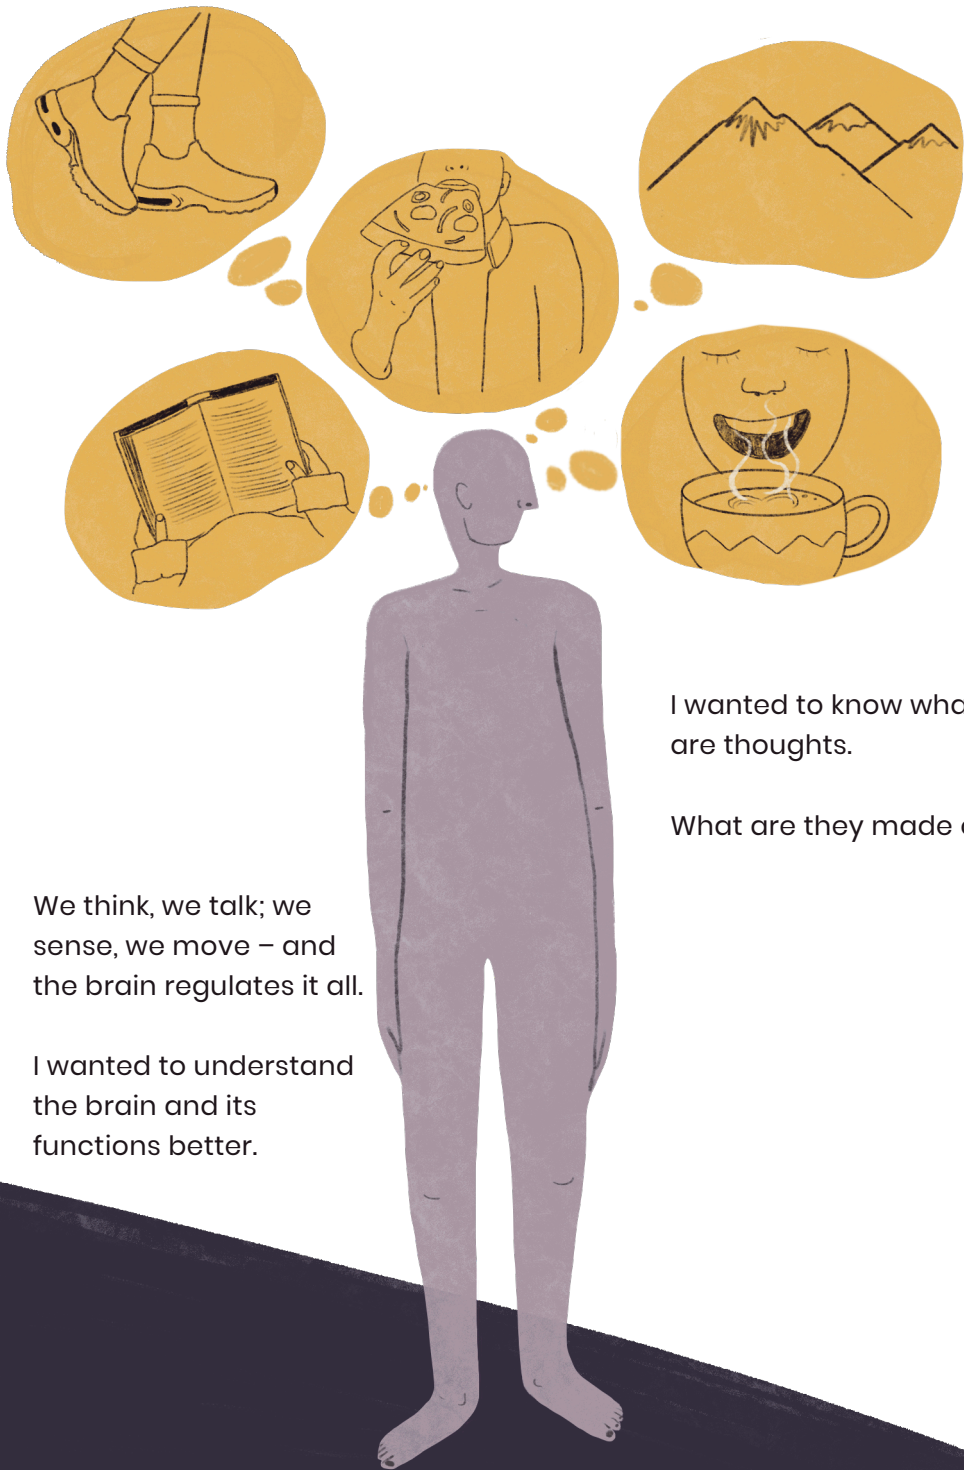 I wanted to know wha
are thoughts.
What are they made
We think, we talk; we
sense, we move – and
the brain regulates it all.
I wanted to understand
the brain and its
functions better.